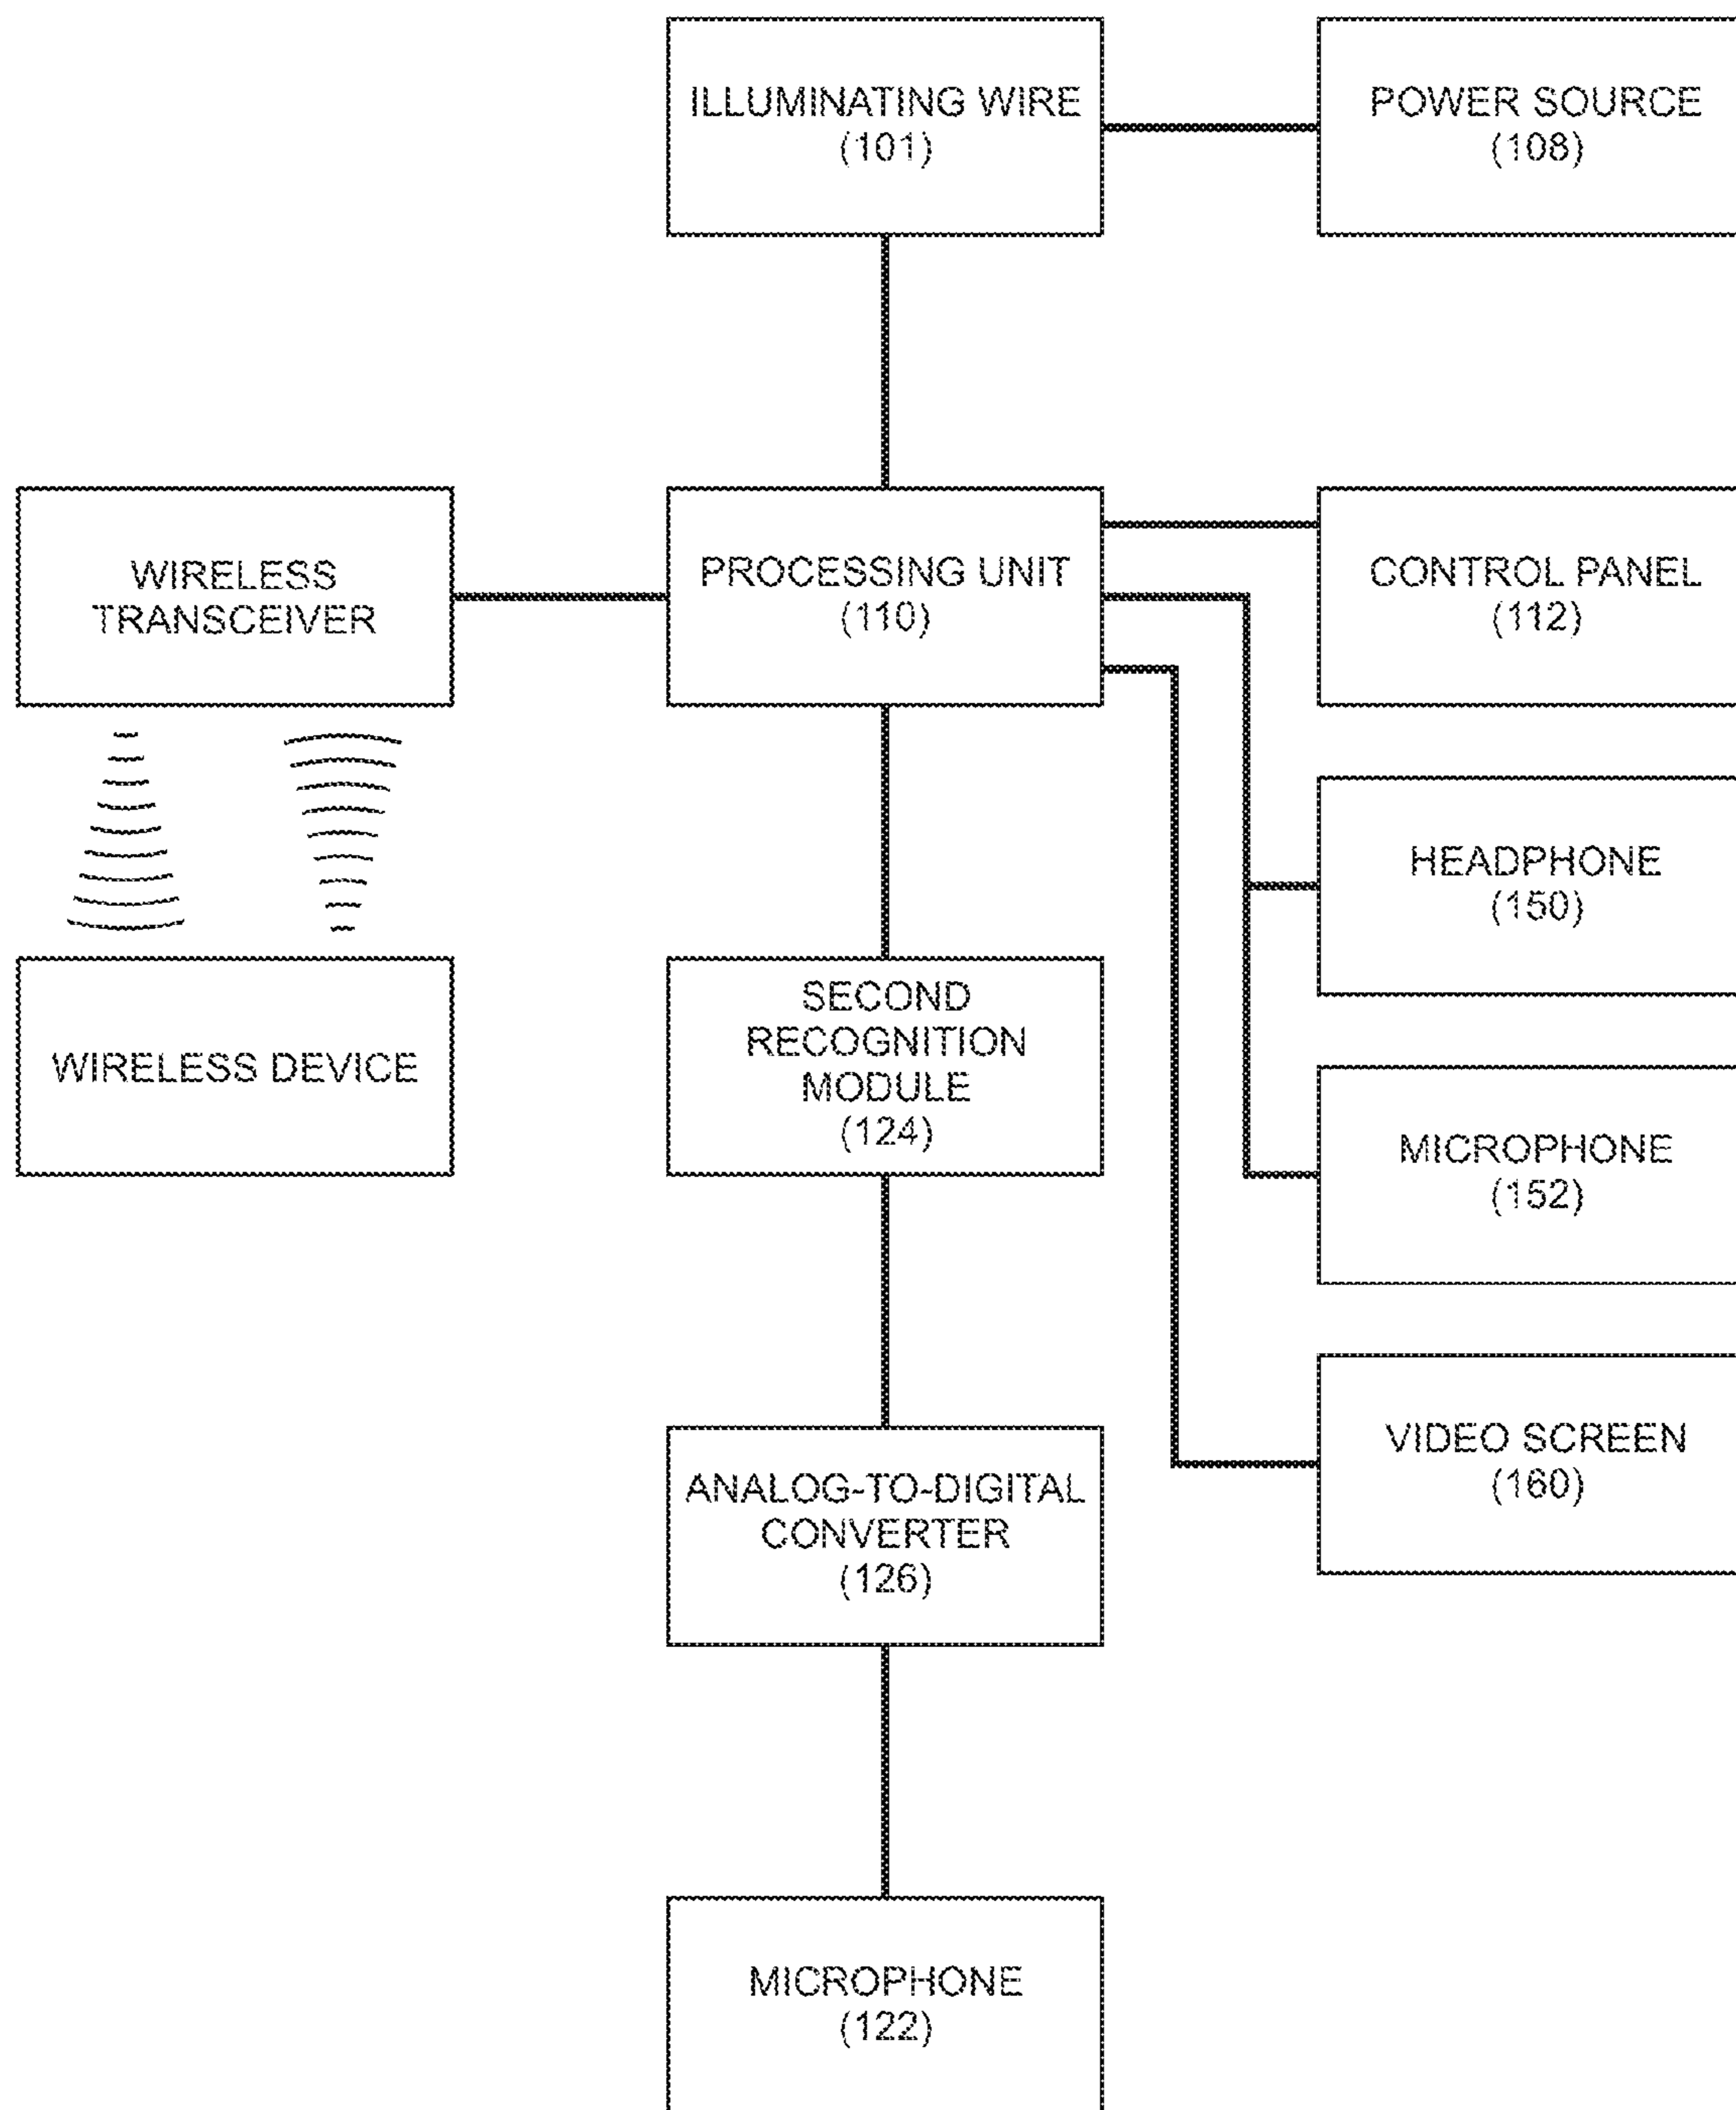 ILLUMINATING WIRE
(101)
POWER SOURCE
(108)
WIRELESS
TRANSCEIVER
PROCESSING UNIT
(110)
CONTROL PANEL
(112)
HEADPHONE
(150)
WIRELESS DEVICE
SECOND
RECOGNITION
MODULE
(124)
MICROPHONE
(152)
VIDEO SCREEN
(160)
ANALOG-TO-DIGITAL
CONVERTER
(126)
MICROPHONE
(122)